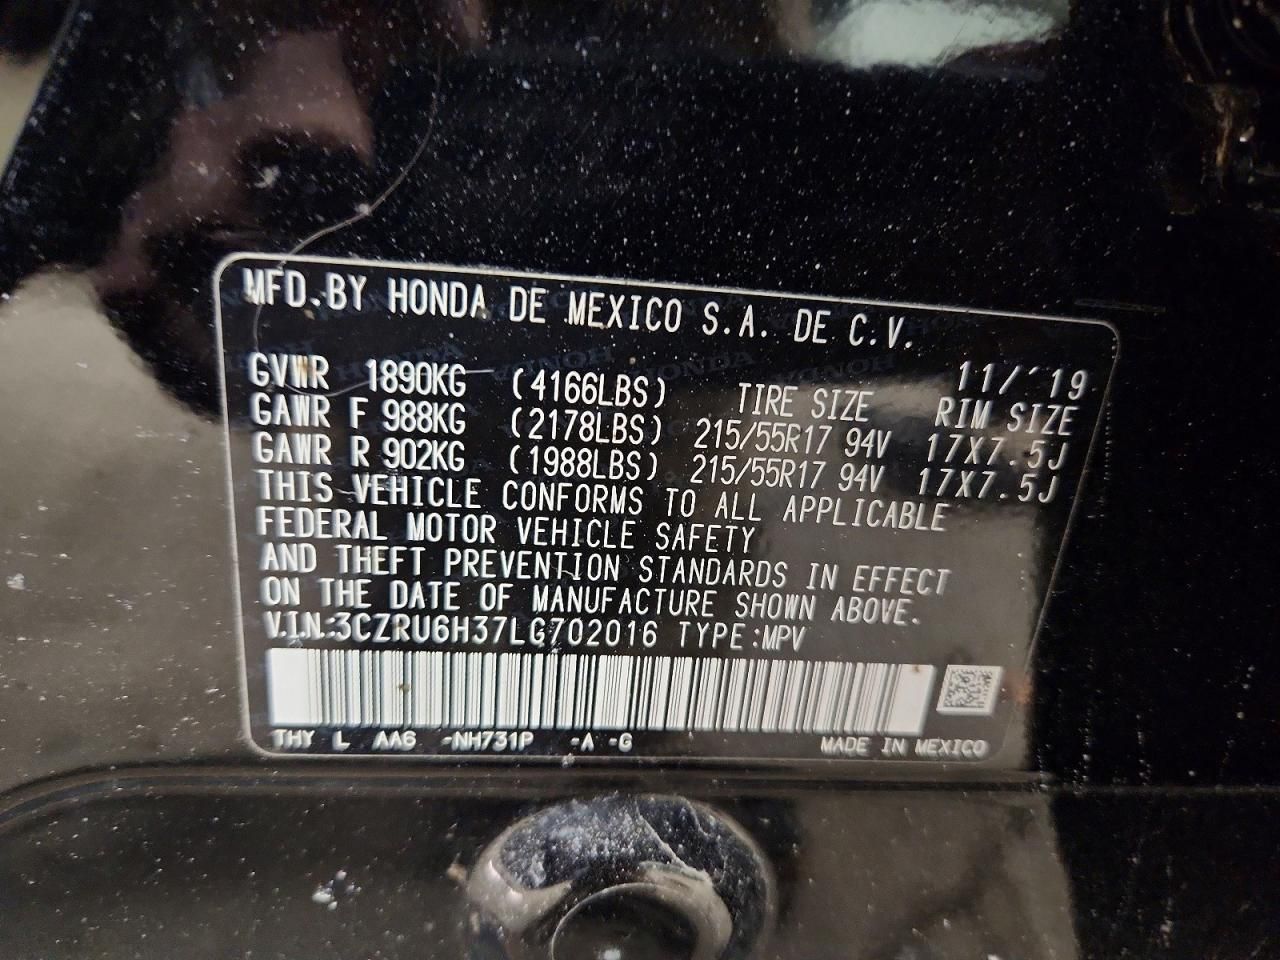 MFD. BY HONDA DE MEXICO S.A. DE C.V.
11/'19
GVWR 1890KG (4166LBS) TIRE SIZE RIM SIZE
GAWR F 988KG (2178LBS) 215/55R17 94V 17X7.5J
GAWR R 902KG (1988LBS) 215/55R17 94V 17X7.5J
THIS VEHICLE CONFORMS TO ALL APPLICABLE
FEDERAL MOTOR VEHICLE SAFETY
AND THEFT PREVENTION STANDARDS IN EFFECT
ON THE DATE OF MANUFACTURE SHOWN ABOVE.
V.I.N.:3CZRU6H37LG702016 TYPE:MPV
THY L AA6 -NH731P -A -G MADE IN MEXICO